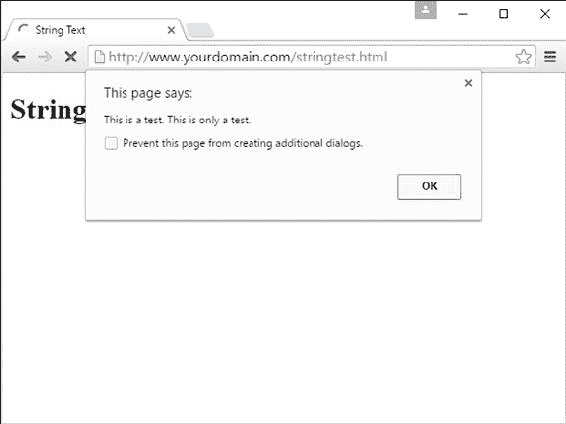 String Text
http://www.yourdomain.com/stringtest.html
String
This page says:
This is a test. This is only a test.
Prevent this page from creating additional dialogs.
OK